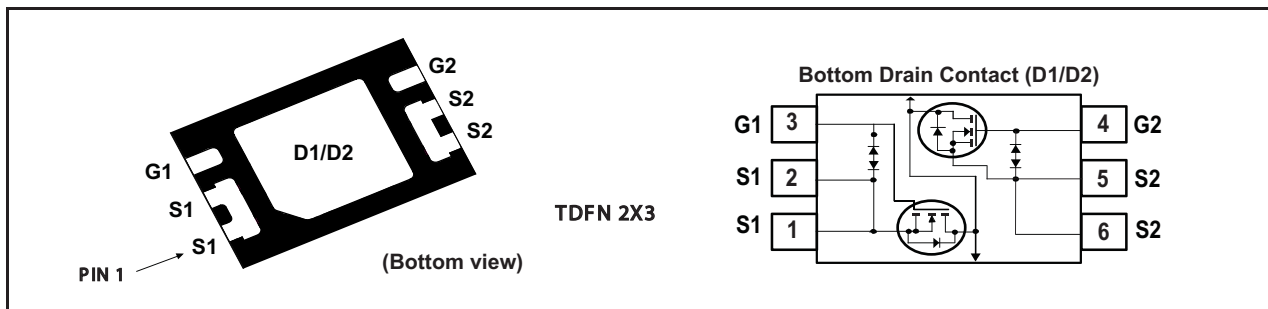 G2
S2
S2
D1/D2
G1
S1
S1
PIN 1
(Bottom view)
TDFN 2X3
Bottom Drain Contact (D1/D2)
G1 3 4 G2
S1 2 5 S2
S1 1 6 S2